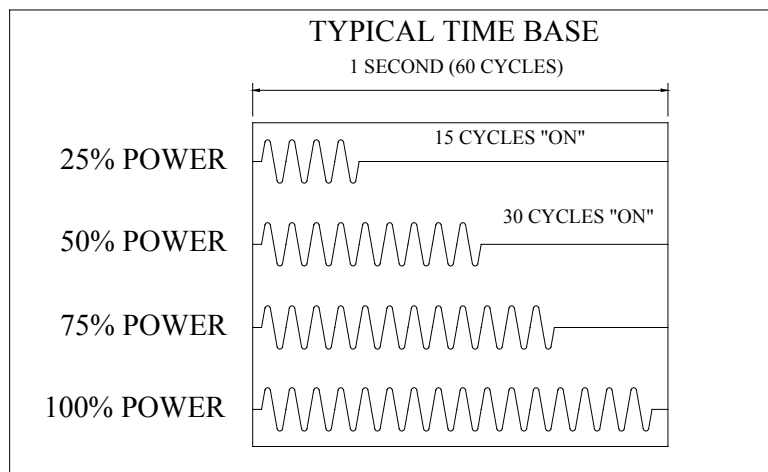 TYPICAL TIME BASE
1 SECOND (60 CYCLES)
25% POWER
15 CYCLES "ON"
50% POWER
30 CYCLES "ON"
75% POWER
100% POWER